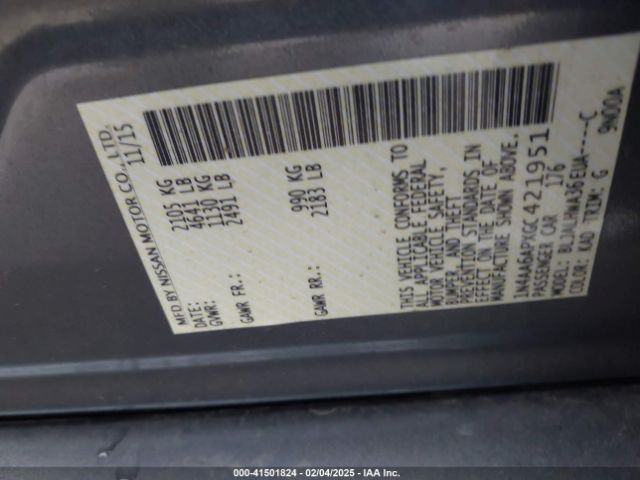 MFD.BY NISSAN MOTOR CO., LTD.
DATE: 11/15
GVWR: 2105 KG
4641 LB
GAWR FR.: 1130 KG
2491 LB
GAWR RR.: 990 KG
2183 LB
THIS VEHICLE CONFORMS TO
ALL APPLICABLE FEDERAL
MOTOR VEHICLE SAFETY,
BUMPER, AND THEFT
PREVENTION STANDARDS IN
EFFECT ON THE DATE OF
MANUFACTURE SHOWN ABOVE.
1N4AA6APXGC421951
PASSENGER CAR 176
MODEL: BLJALHWA36EUA----C
COLOR: KAD TRIM: G 9N00A
000-41501824 - 02/04/2025 - IAA Inc.